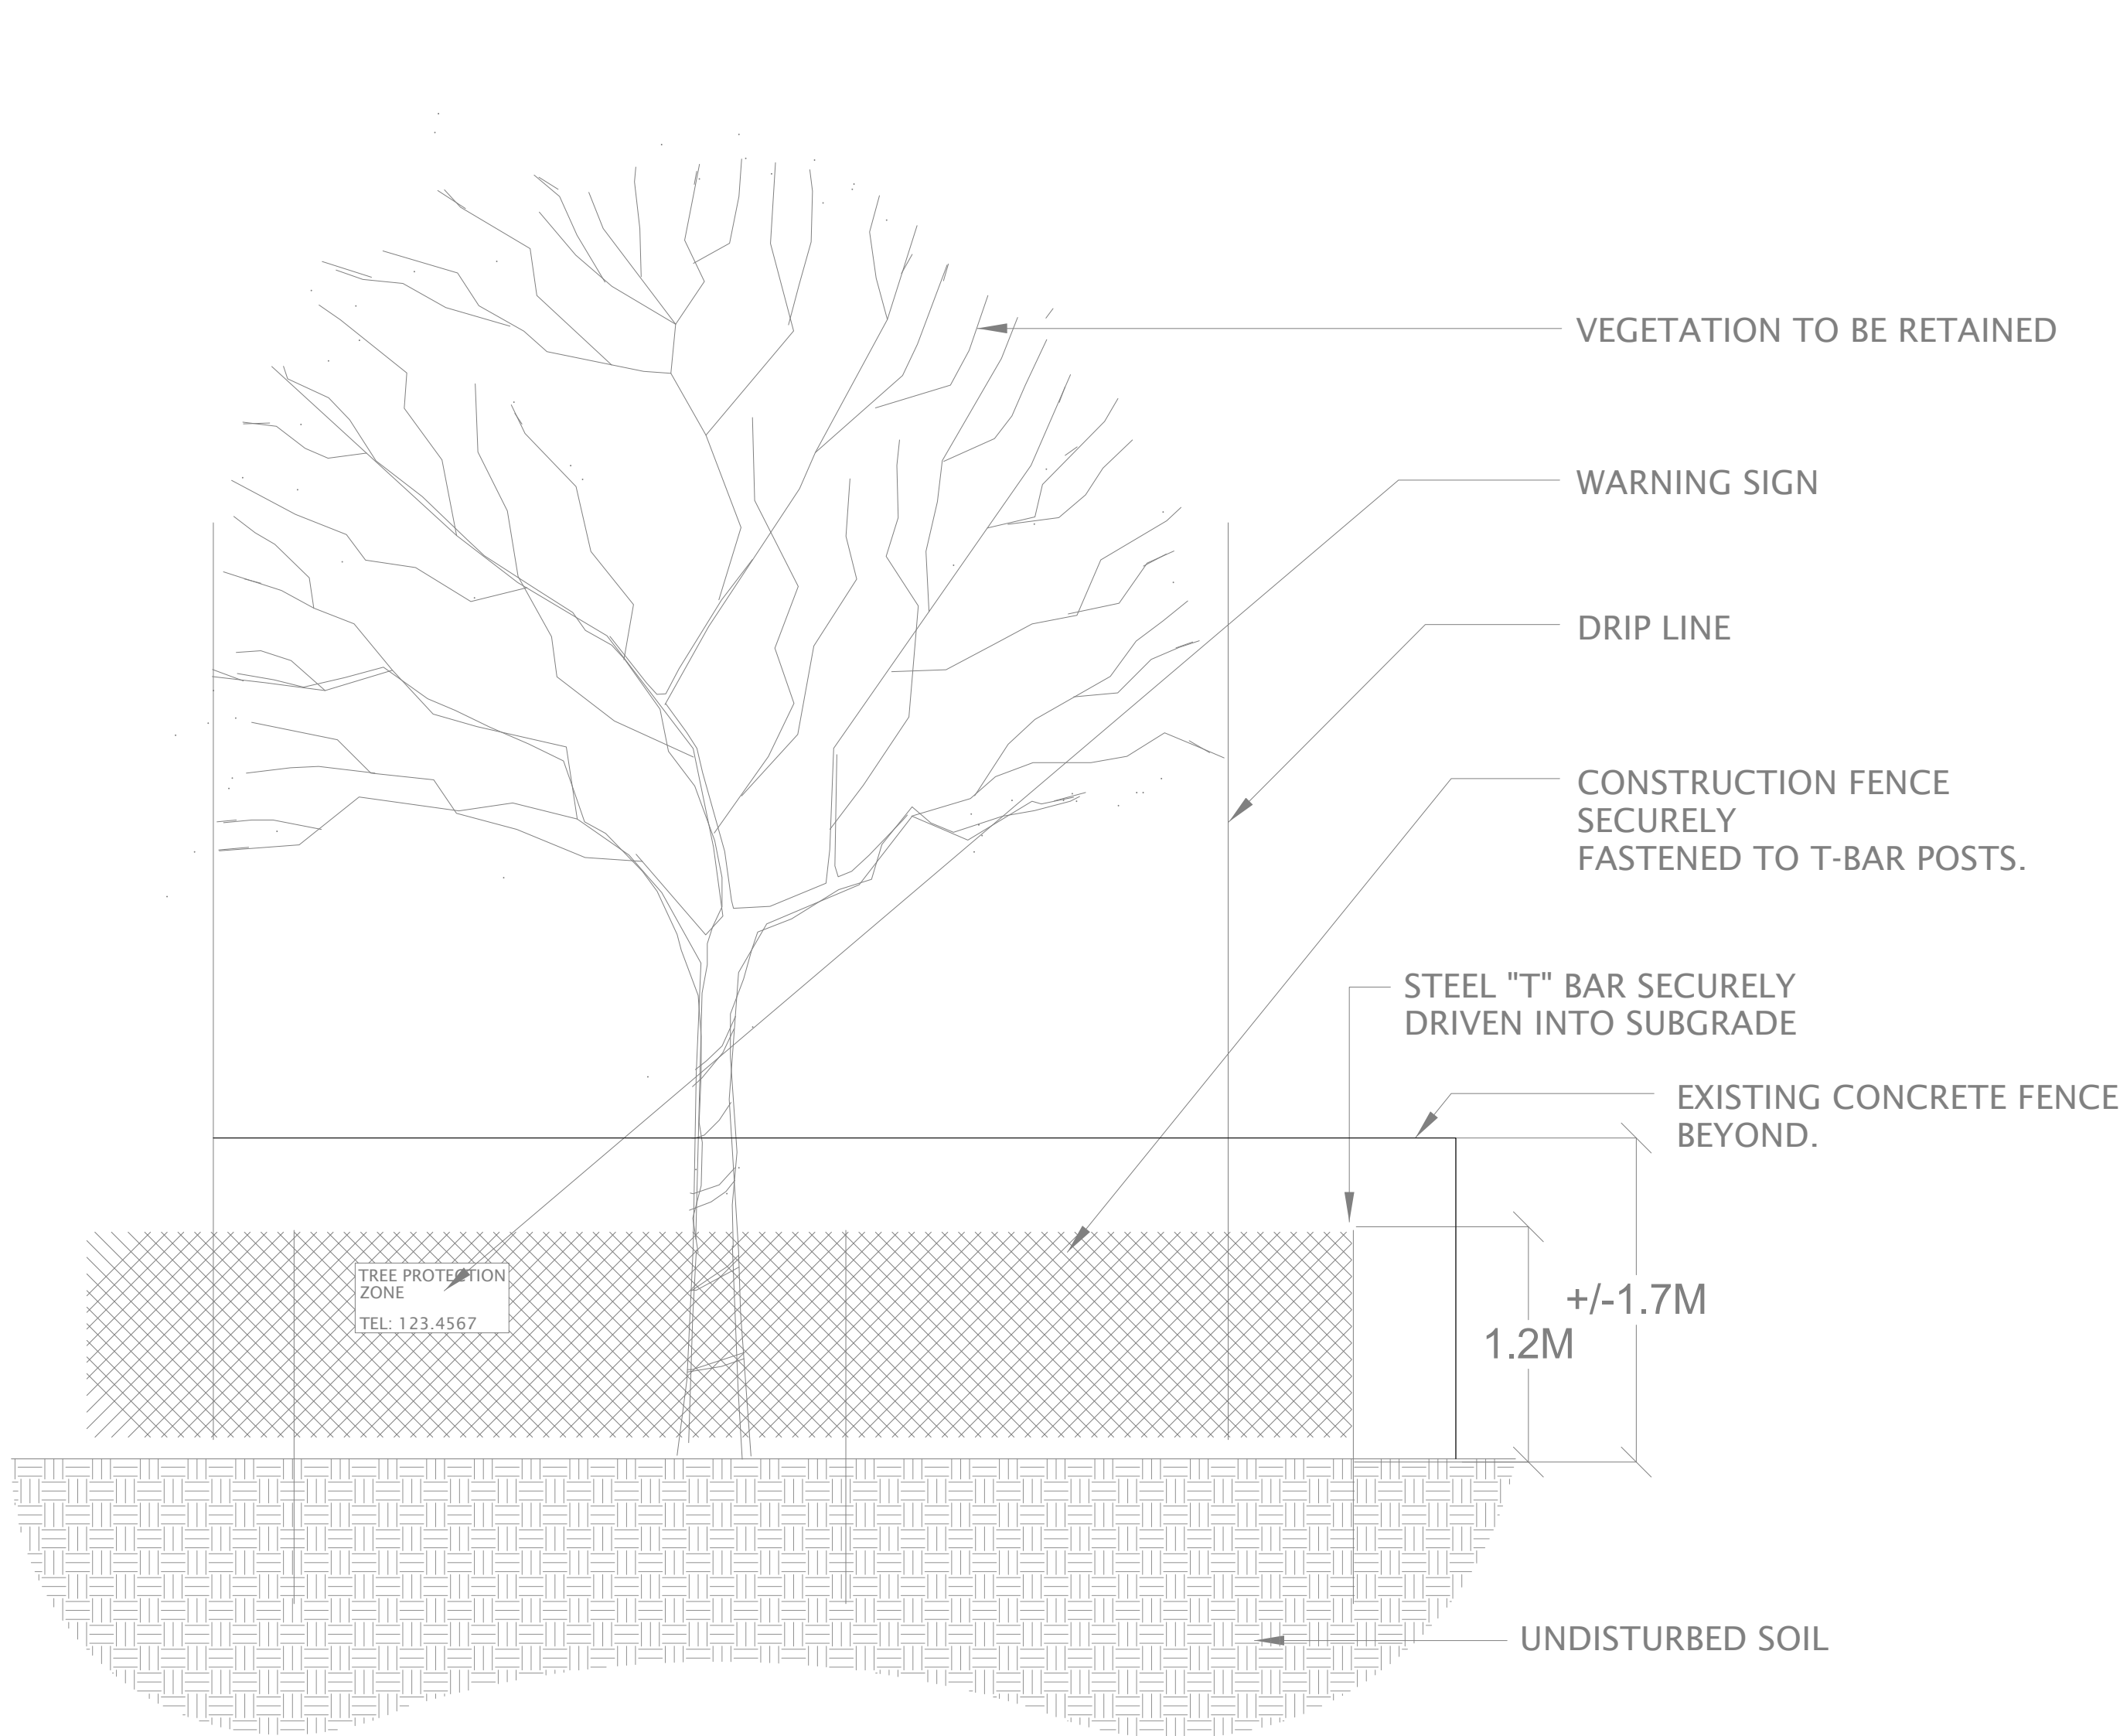 VEGETATION TO BE RETAINED
WARNING SIGN
DRIP LINE
CONSTRUCTION FENCE
SECURELY
FASTENED TO T-BAR POSTS.
STEEL "T" BAR SECURELY
DRIVEN INTO SUBGRADE
EXISTING CONCRETE FENCE
BEYOND.
TREE PROTECTION
ZONE
TEL: 123.4567
+/-1.7M
1.2M
UNDISTURBED SOIL